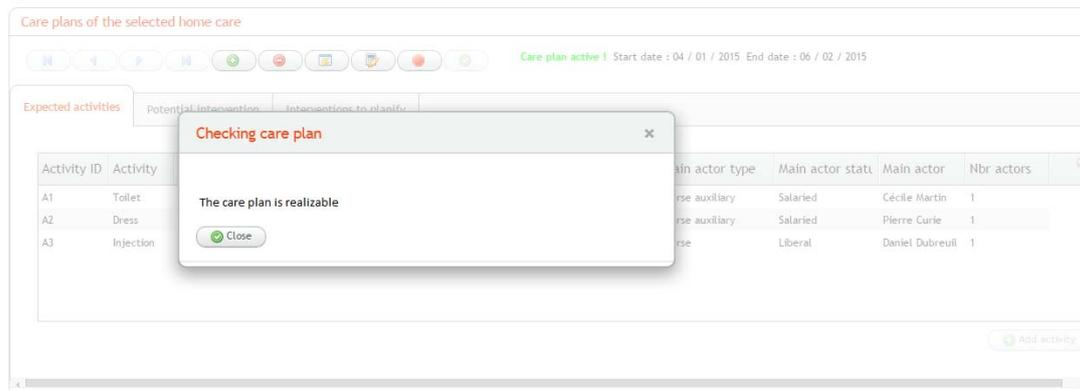 Care plans of the selected home care
Care plan active ! Start date : 04 / 01 / 2015 End date : 06 / 02 / 2015
Expected activities Potential intervention Interventions to planify
Checking care plan
The care plan is realizable
Close
Activity ID Activity ain actor type Main actor statu Main actor Nbr actors
A1 Toilet rse auxiliary Salaried Cécile Martin 1
A2 Dress rse auxiliary Salaried Pierre Curie 1
A3 Injection rse Liberal Daniel Dubreuil 1
Add activity